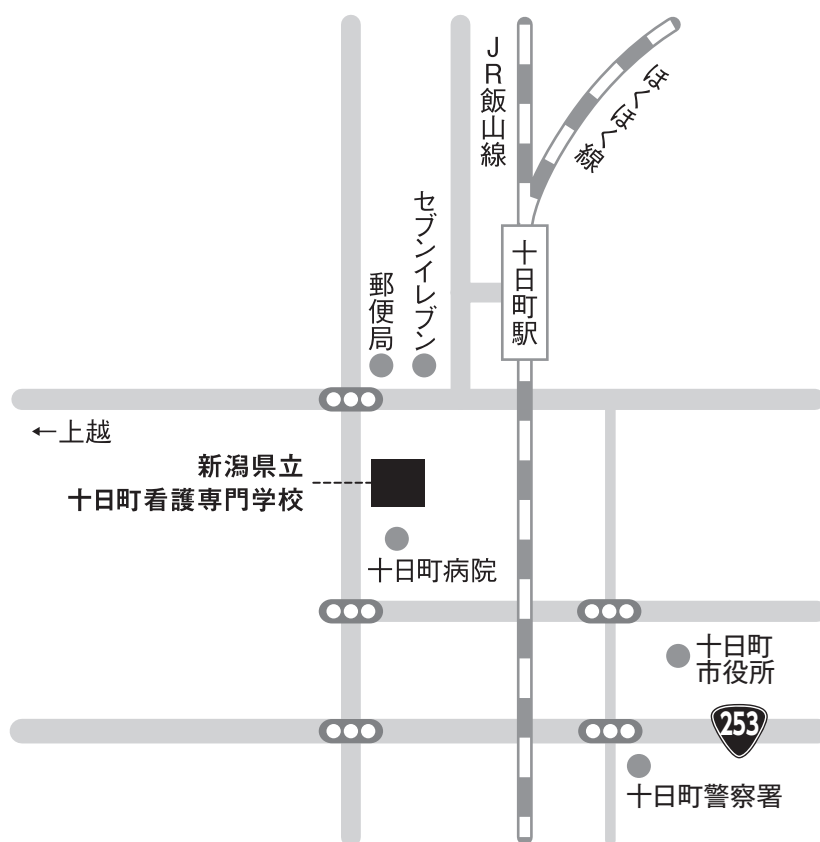 JR飯山線
ほくほく線
セブンイレブン
郵便局
十日町駅
←上越
新潟県立
十日町看護専門学校
十日町病院
十日町
市役所
253
十日町警察署